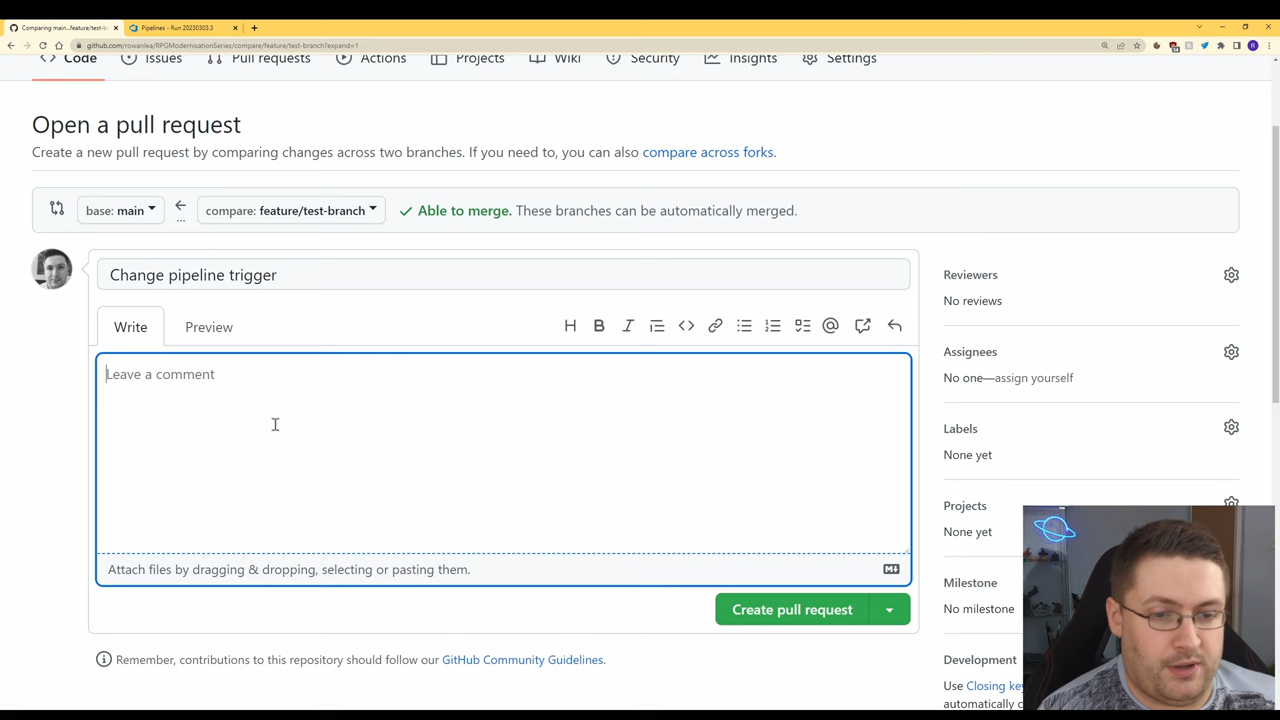 Comparing main...feature/test-b
Pipelines - Run 20230303.3
github.com/rowanlea/RPGModernisationSeries/compare/feature/test-branch?expand=1
Code
Issues
Pull requests
Actions
Projects
Wiki
Security
Insights
Settings
Open a pull request
Create a new pull request by comparing changes across two branches. If you need to, you can also compare across forks.
base: main
...
compare: feature/test-branch
Able to merge. These branches can be automatically merged.
Change pipeline trigger
Write
Preview
Leave a comment
Attach files by dragging & dropping, selecting or pasting them.
Create pull request
Remember, contributions to this repository should follow our GitHub Community Guidelines.
Reviewers
No reviews
Assignees
No one—assign yourself
Labels
None yet
Projects
None yet
Milestone
No milestone
Development
Use Closing key
automatically c